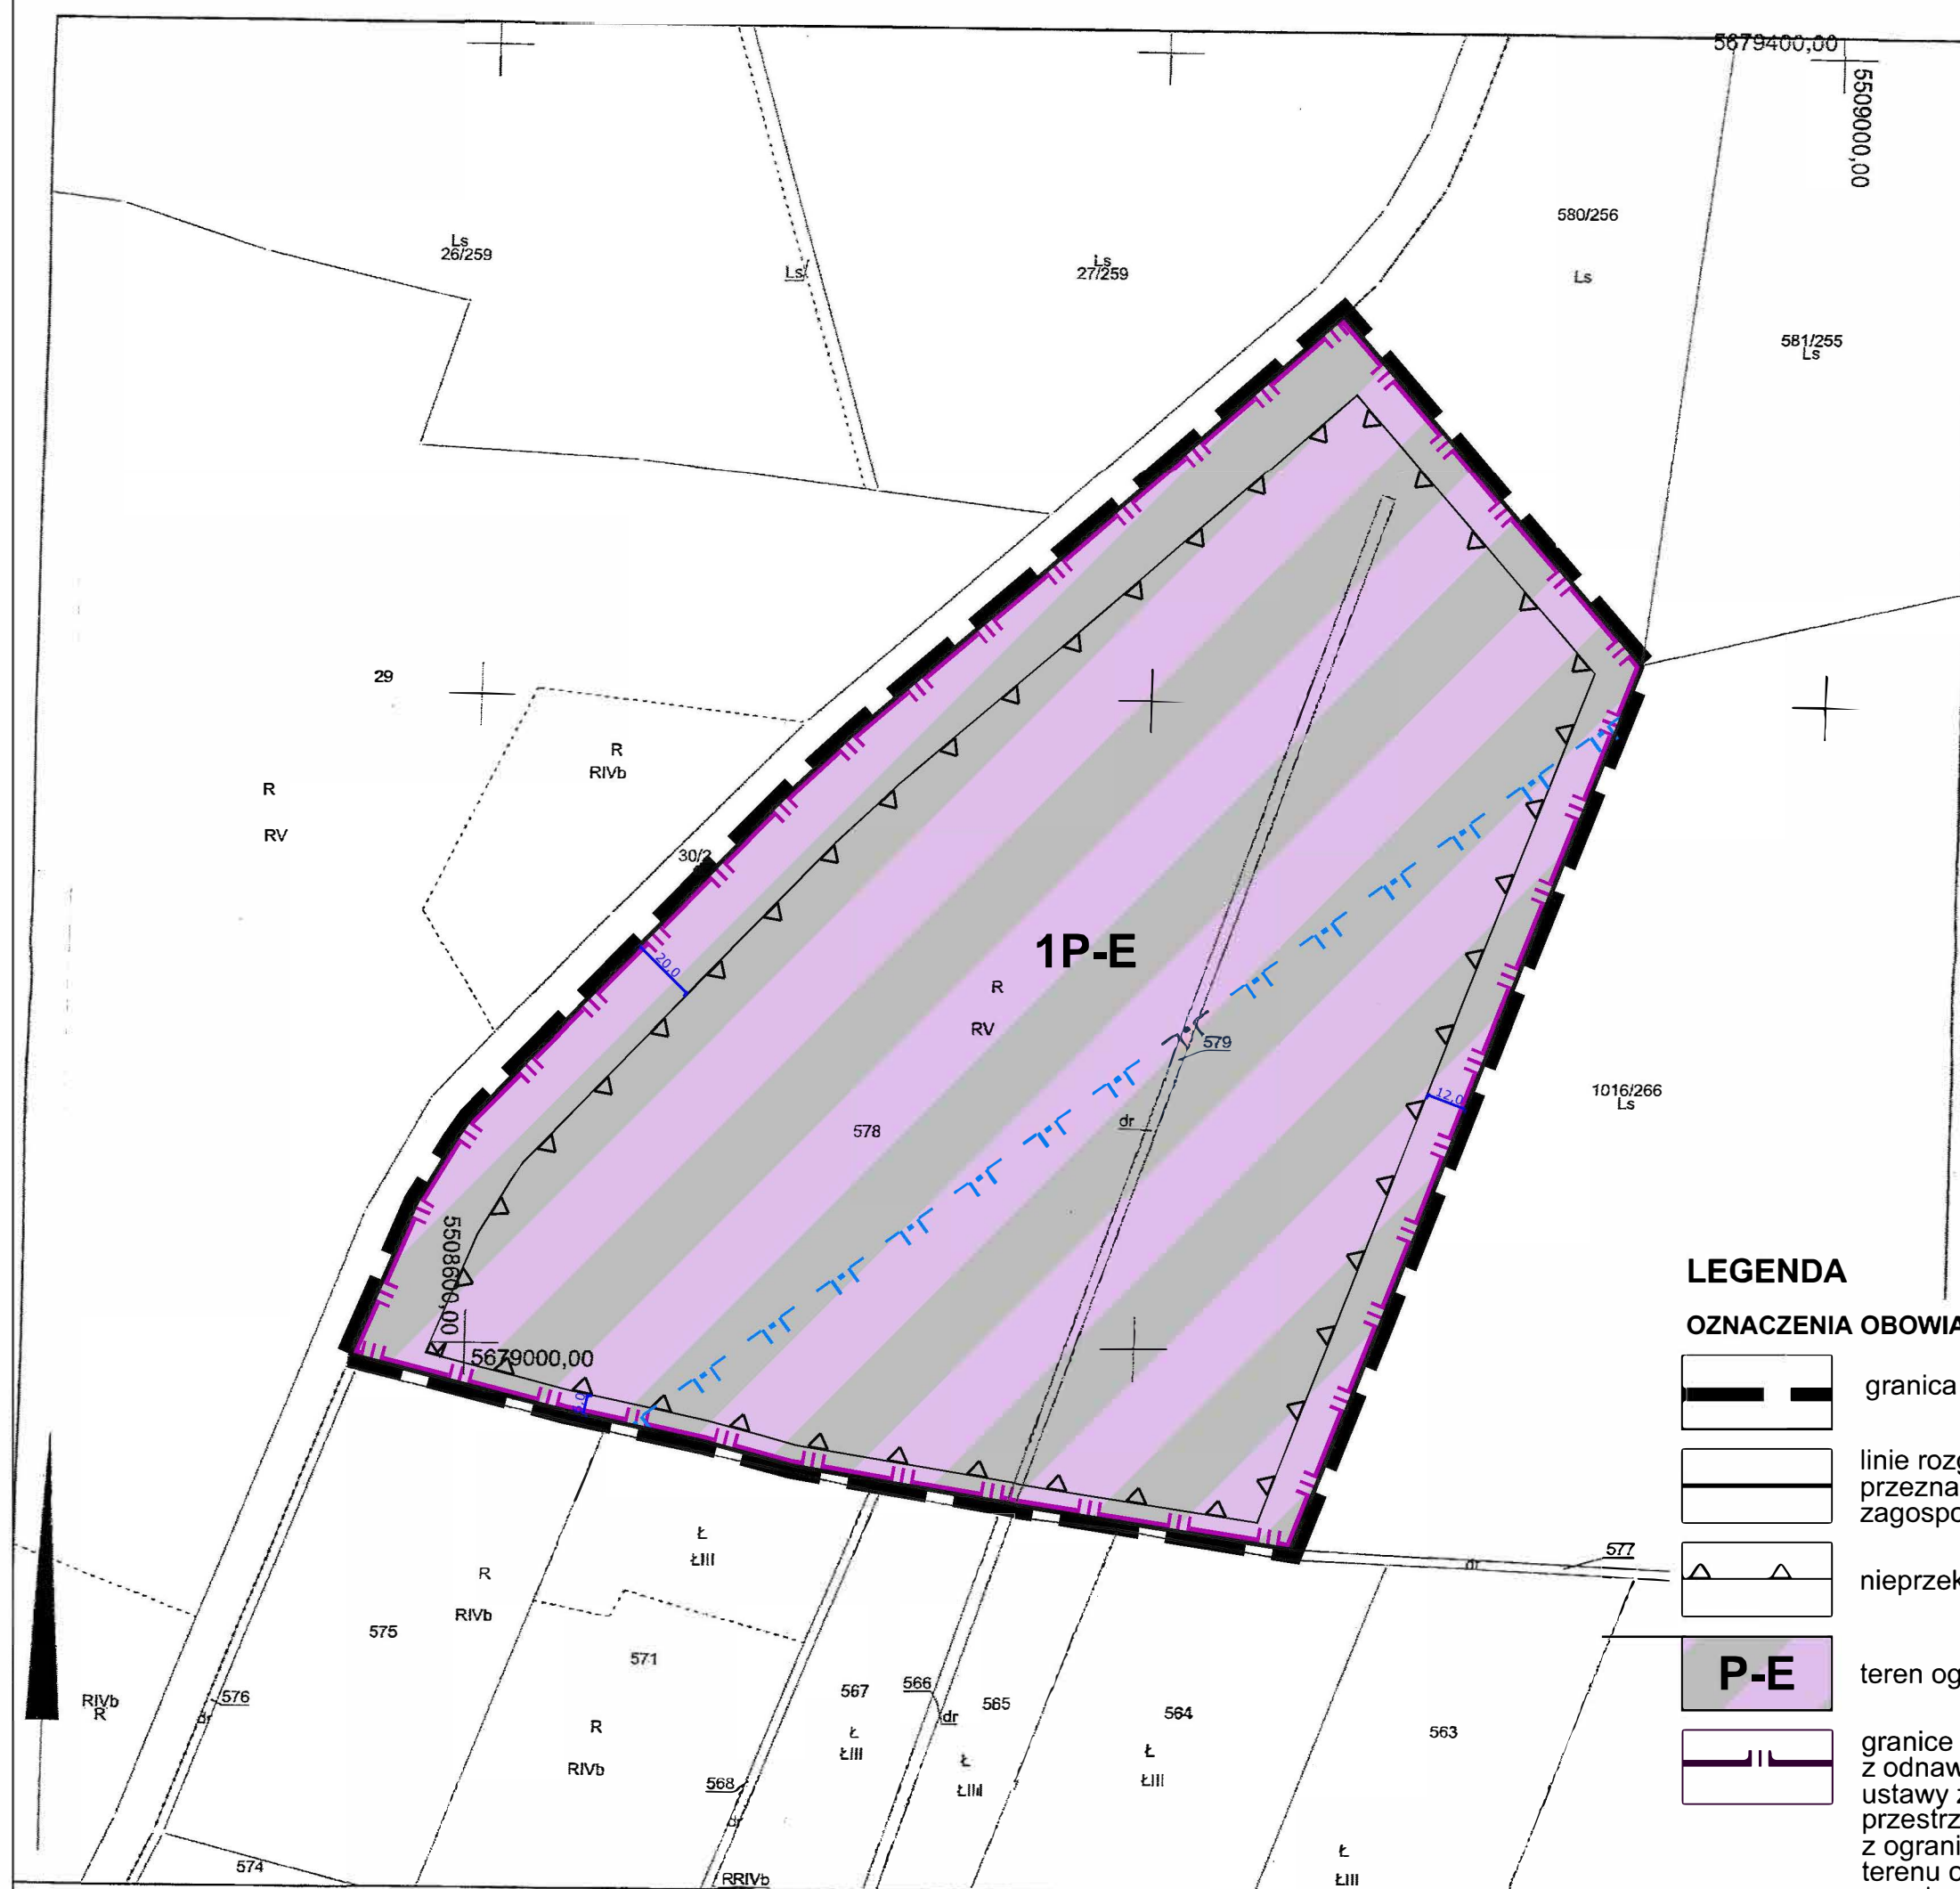 5679400,00
5509000,00
580/256
Ls
26/259
Ls
Ls
27/259
Ls
581/255
Ls
29
R
RIVb
R
RV
30/2
20,0
1P-E
R
RV
579
dr
578
12,0
1016/266
Ls
5508600,00
5679000,00
LEGENDA
OZNACZENIA OBOWIA
granica
linie rozg
przezna
zagospo
nieprzek
P-E
teren og
granice
z odnaw
ustawy z
przestrz
z ograni
terenu o
577
dr
Ł
ŁIII
R
RIVb
575
571
576
dr
RIVb
R
567
566
565
564
563
dr
R
RIVb
Ł
ŁIII
Ł
ŁIII
Ł
ŁIII
568
dr
574
RRIVb
Ł
ŁIII